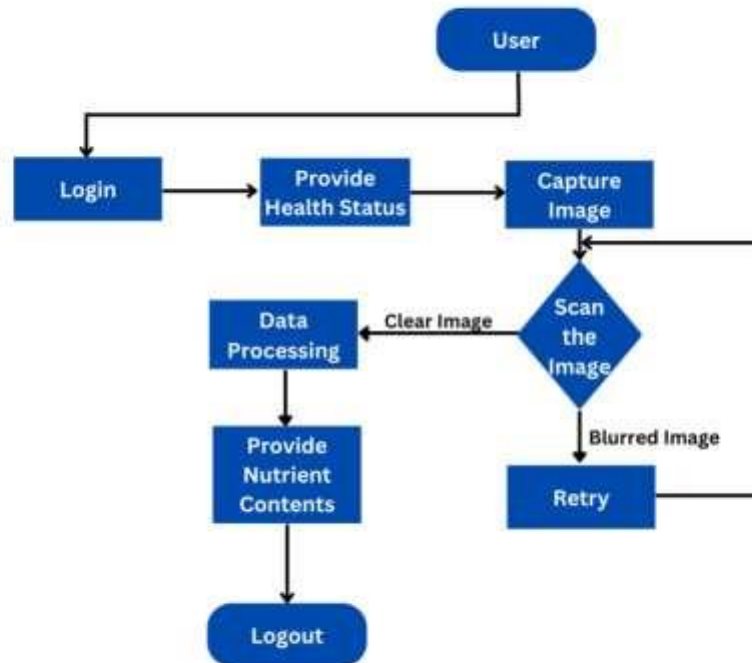 User
Login
Provide
Health Status
Capture
Image
Scan
the
Image
Clear Image
Data
Processing
Blurred Image
Provide
Nutrient
Contents
Retry
Logout